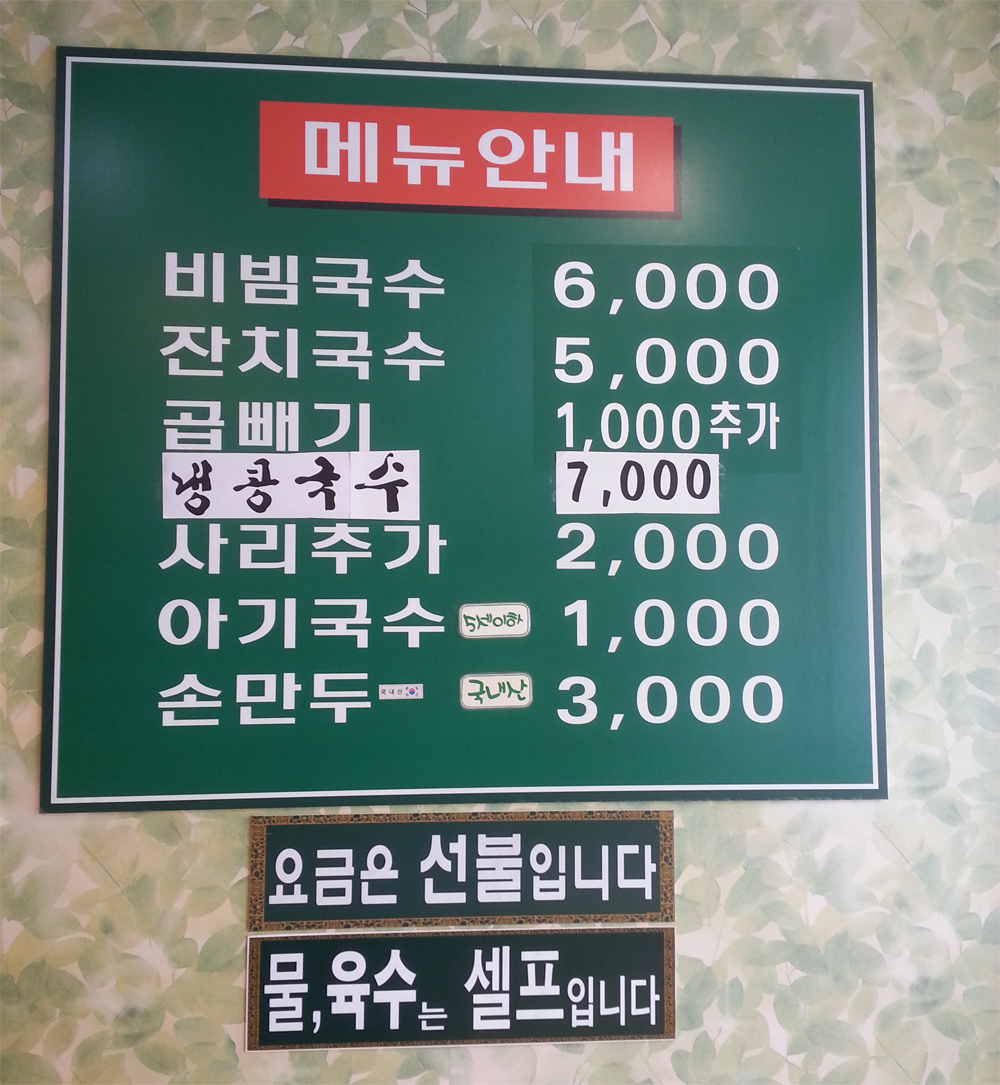 메뉴안내
비빔국수 6,000
잔치국수 5,000
곱빼기 1,000추가
냉콩국수 7,000
사리추가 2,000
아기국수 5세이하 1,000
손만두 국내산 국내산 3,000
요금은 선불입니다
물,육수는 셀프입니다